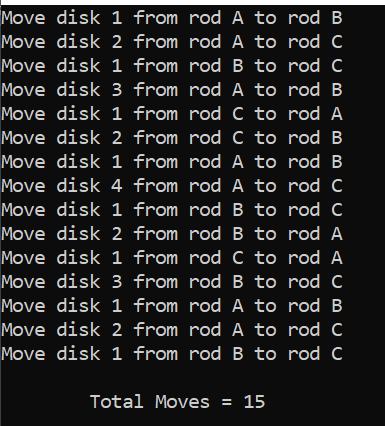 Move disk 1 from rod A to rod B
Move disk 2 from rod A to rod C
Move disk 1 from rod B to rod C
Move disk 3 from rod A to rod B
Move disk 1 from rod C to rod A
Move disk 2 from rod C to rod B
Move disk 1 from rod A to rod B
Move disk 4 from rod A to rod C
Move disk 1 from rod B to rod C
Move disk 2 from rod B to rod A
Move disk 1 from rod C to rod A
Move disk 3 from rod B to rod C
Move disk 1 from rod A to rod B
Move disk 2 from rod A to rod C
Move disk 1 from rod B to rod C
Total Moves = 15